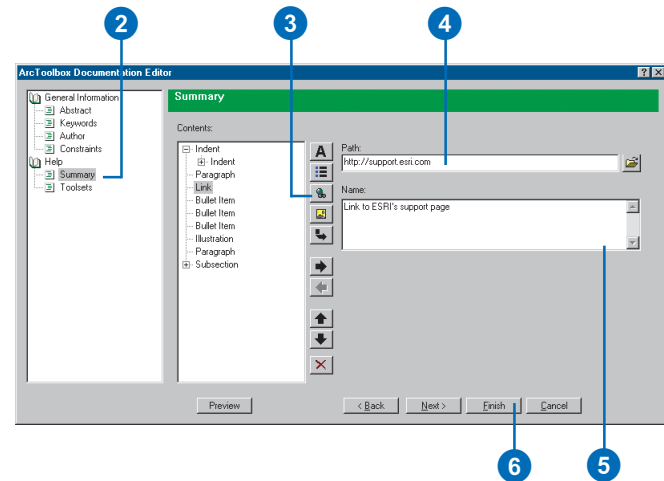 2
3
4
ArcToolbox Documentation Editor
General Information
Abstract
Keywords
Author
Constraints
Help
Summary
Toolsets
Summary
Contents:
Indent
Indent
Paragraph
Link
Bullet Item
Bullet Item
Bullet Item
Illustration
Paragraph
Subsection
A
Path:
http://support.esri.com
Name:
Link to ESRI's support page
Preview
< Back
Next >
Finish
Cancel
6
5